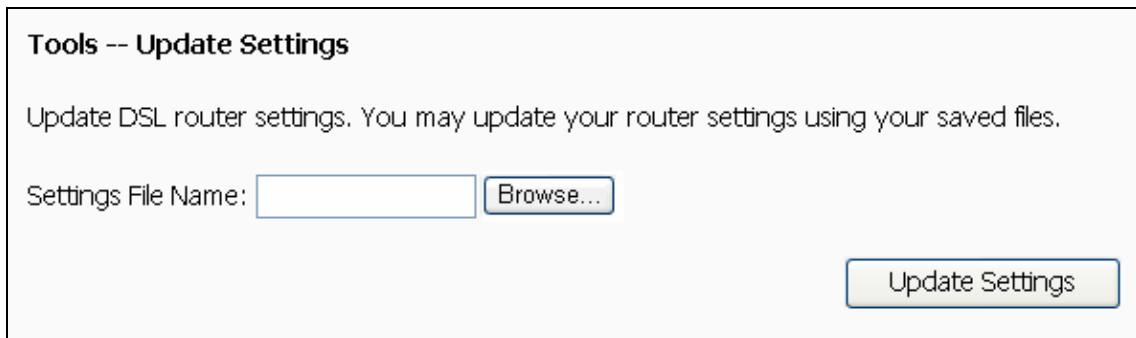 Tools -- Update Settings
Update DSL router settings. You may update your router settings using your saved files.
Settings File Name: Browse...
Update Settings